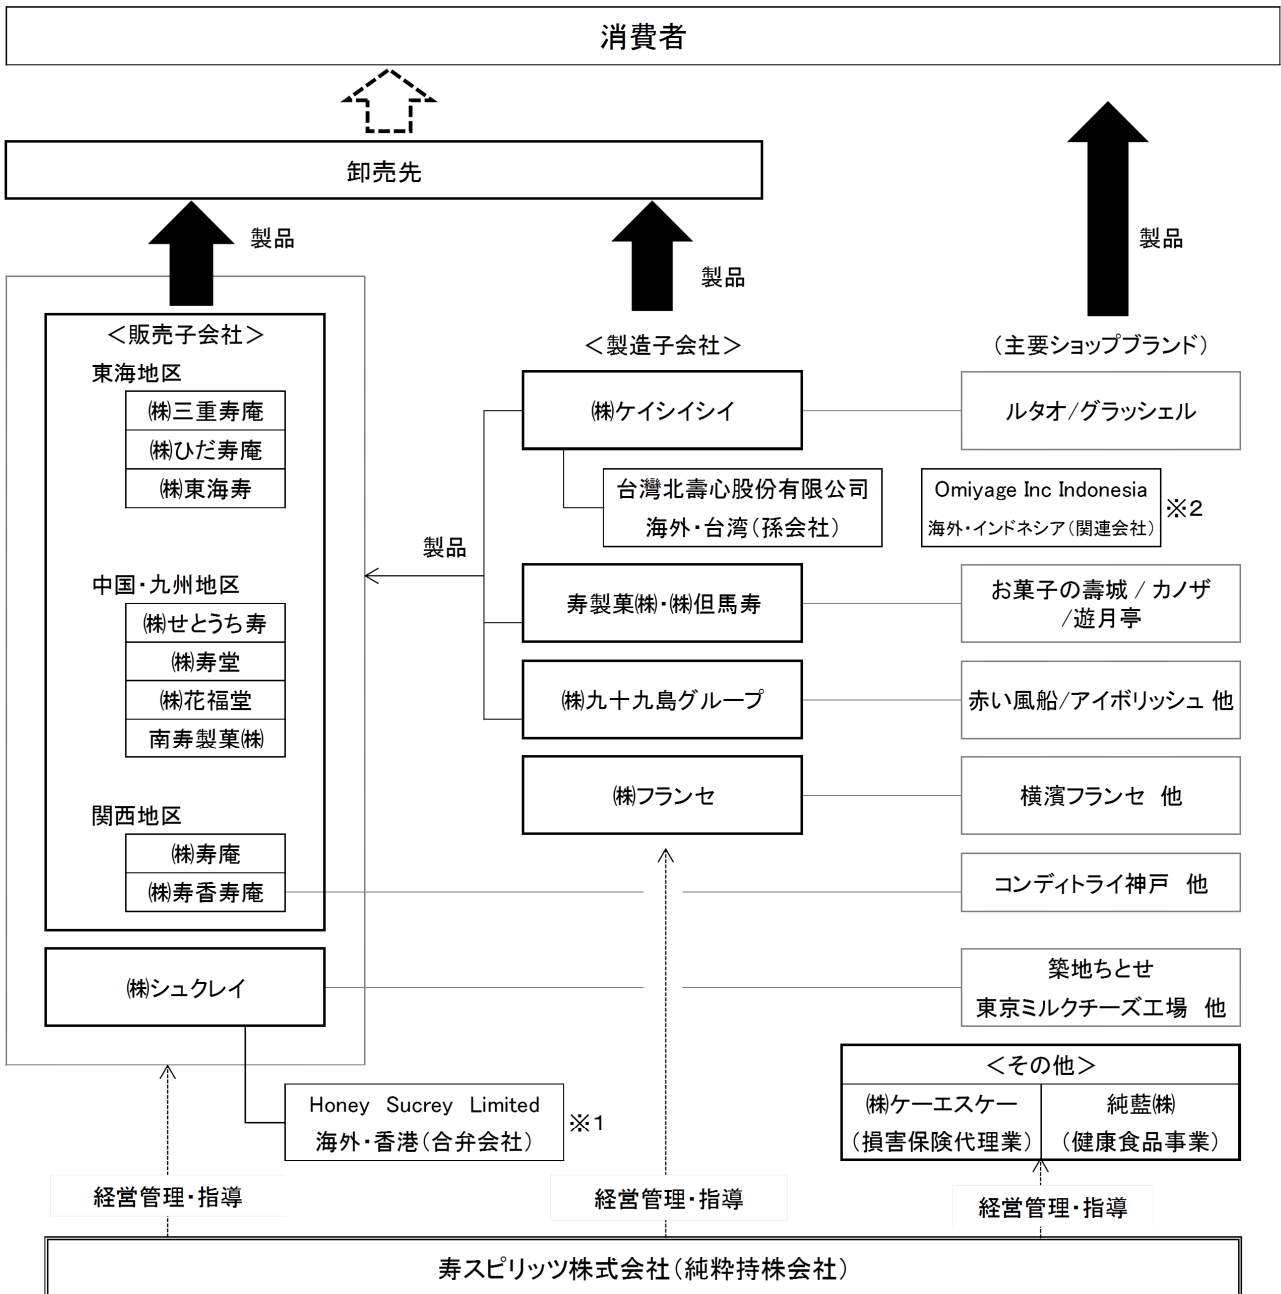 消費者
卸売先
製品
製品
製品
＜販売子会社＞
東海地区
㈱三重寿庵
㈱ひだ寿庵
㈱東海寿
中国・九州地区
㈱せとうち寿
㈱寿堂
㈱花福堂
南寿製菓㈱
関西地区
㈱寿庵
㈱寿香寿庵
㈱シュクレイ
Honey Sucrey Limited
海外・香港（合弁会社）
※1
製品
＜製造子会社＞
㈱ケイシイシイ
台灣北壽心股份有限公司
海外・台湾（孫会社）
寿製菓㈱・㈱但馬寿
㈱九十九島グループ
㈱フランセ
（主要ショップブランド）
ルタオ/グラッシェル
Omiyage Inc Indonesia
海外・インドネシア（関連会社）
※2
お菓子の壽城 / カノザ
/遊月亭
赤い風船/アイボリッシュ 他
横濱フランセ 他
コンディトライ神戸 他
築地ちとせ
東京ミルクチーズ工場 他
＜その他＞
㈱ケーエスケー
（損害保険代理業）
純藍㈱
（健康食品事業）
経営管理・指導
経営管理・指導
経営管理・指導
寿スピリッツ株式会社（純粋持株会社）